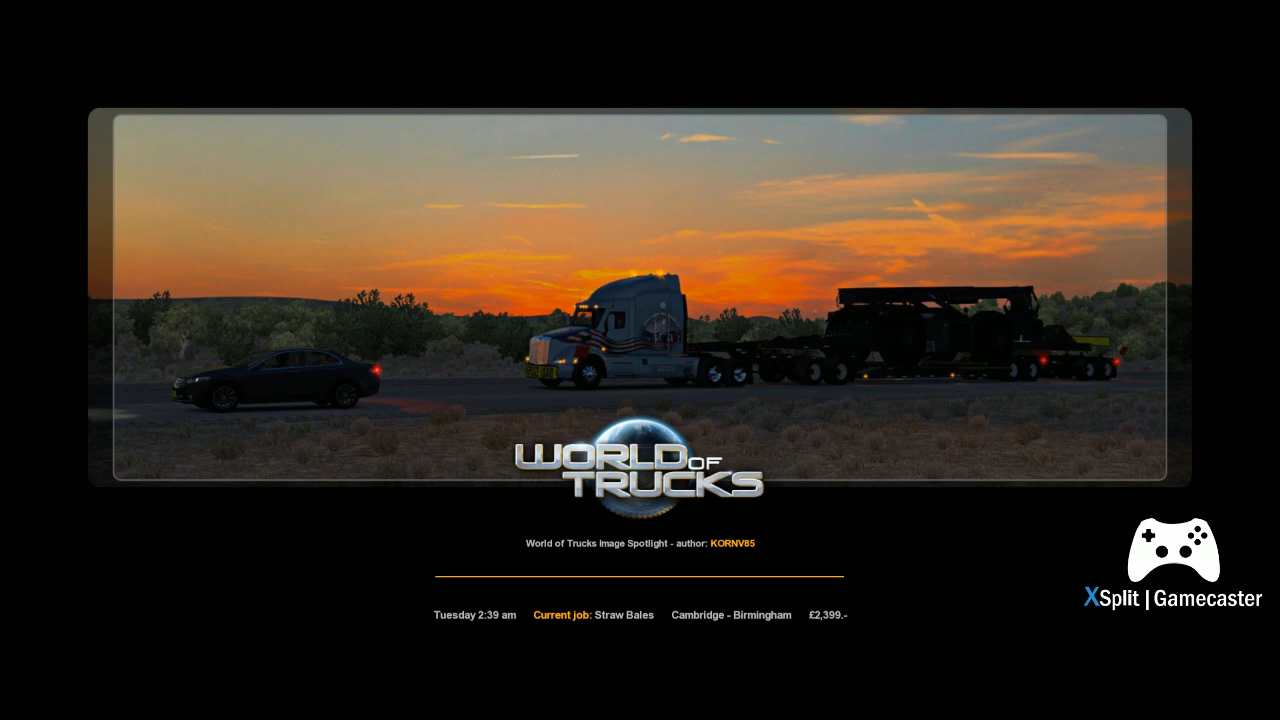 WORLD OF
TRUCKS
World of Trucks Image Spotlight - author: KORNV85
XSplit | Gamecaster
Tuesday 2:39 am Current job: Straw Bales Cambridge - Birmingham £2,399.-